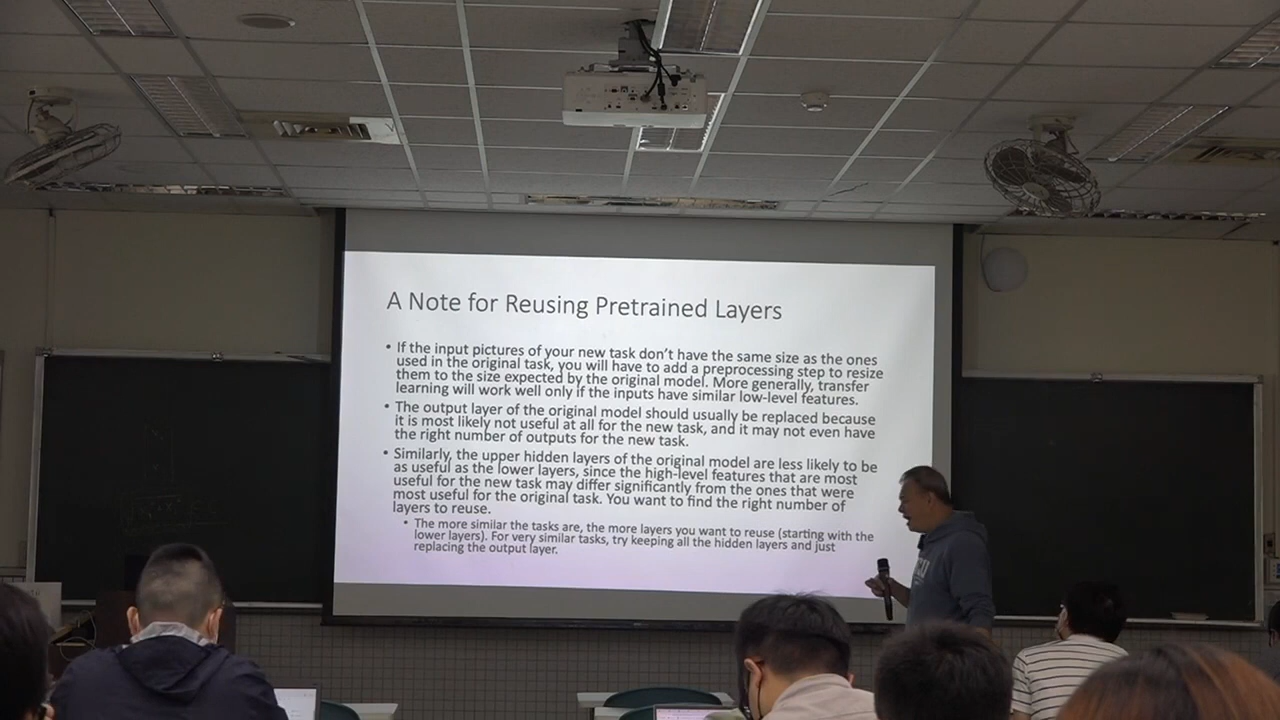 A Note for Reusing Pretrained Layers
• If the input pictures of your new task don't have the same size as the ones
used in the original task, you will have to add a preprocessing step to resize
them to the size expected by the original model. More generally, transfer
learning will work well only if the inputs have similar low-level features.
• The output layer of the original model should usually be replaced because
it is most likely not useful at all for the new task, and it may not even have
the right number of outputs for the new task.
• Similarly, the upper hidden layers of the original model are less likely to be
as useful as the lower layers, since the high-level features that are most
useful for the new task may differ significantly from the ones that were
most useful for the original task. You want to find the right number of
layers to reuse.
• The more similar the tasks are, the more layers you want to reuse (starting with the
lower layers). For very similar tasks, try keeping all the hidden layers and just
replacing the output layer.